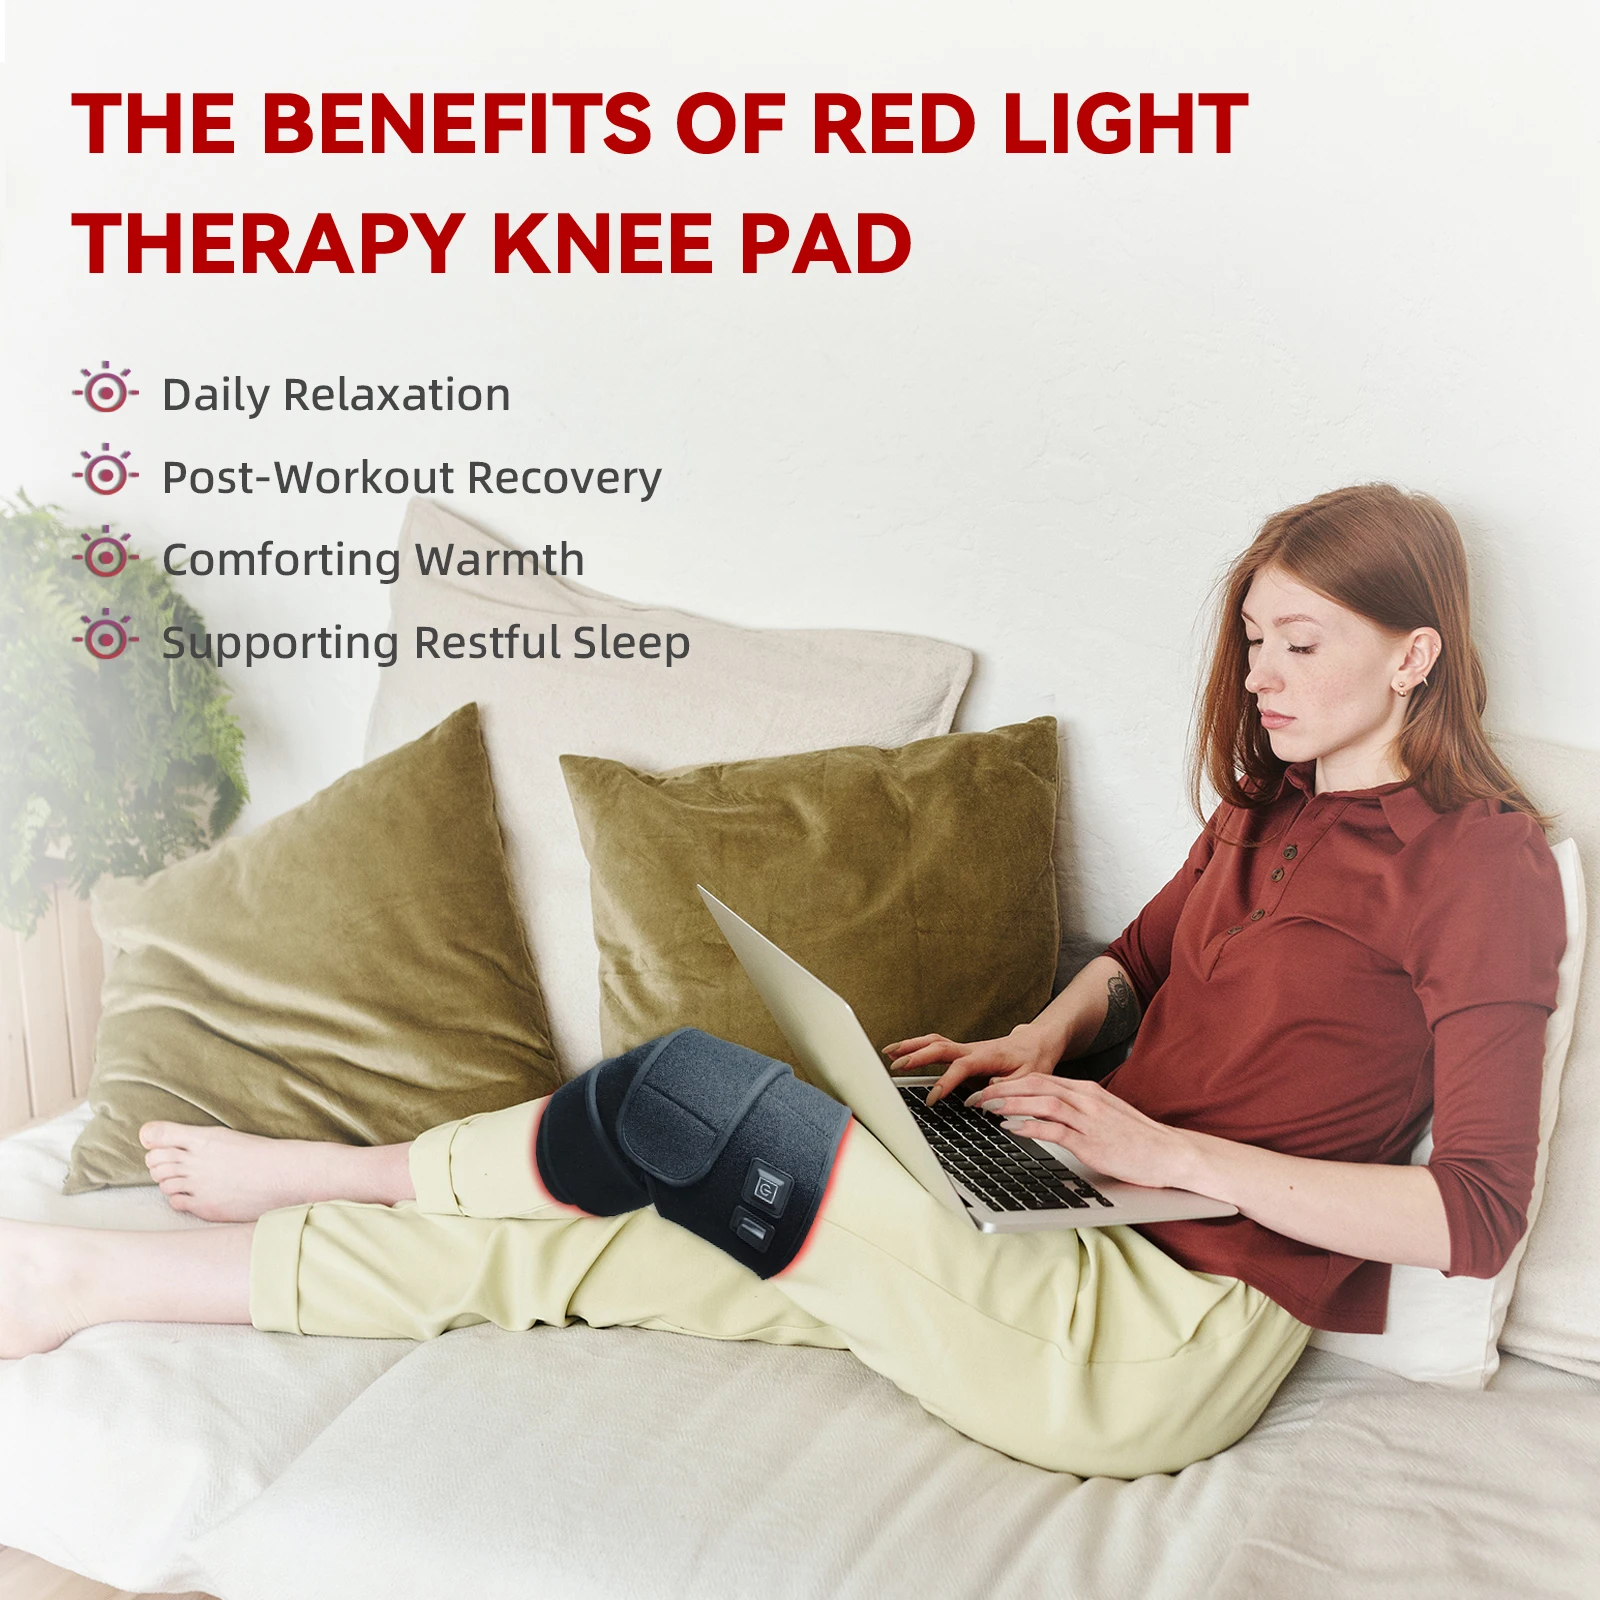 THE BENEFITS OF RED LIGHT
THERAPY KNEE PAD
Daily Relaxation
Post-Workout Recovery
Comforting Warmth
Supporting Restful Sleep